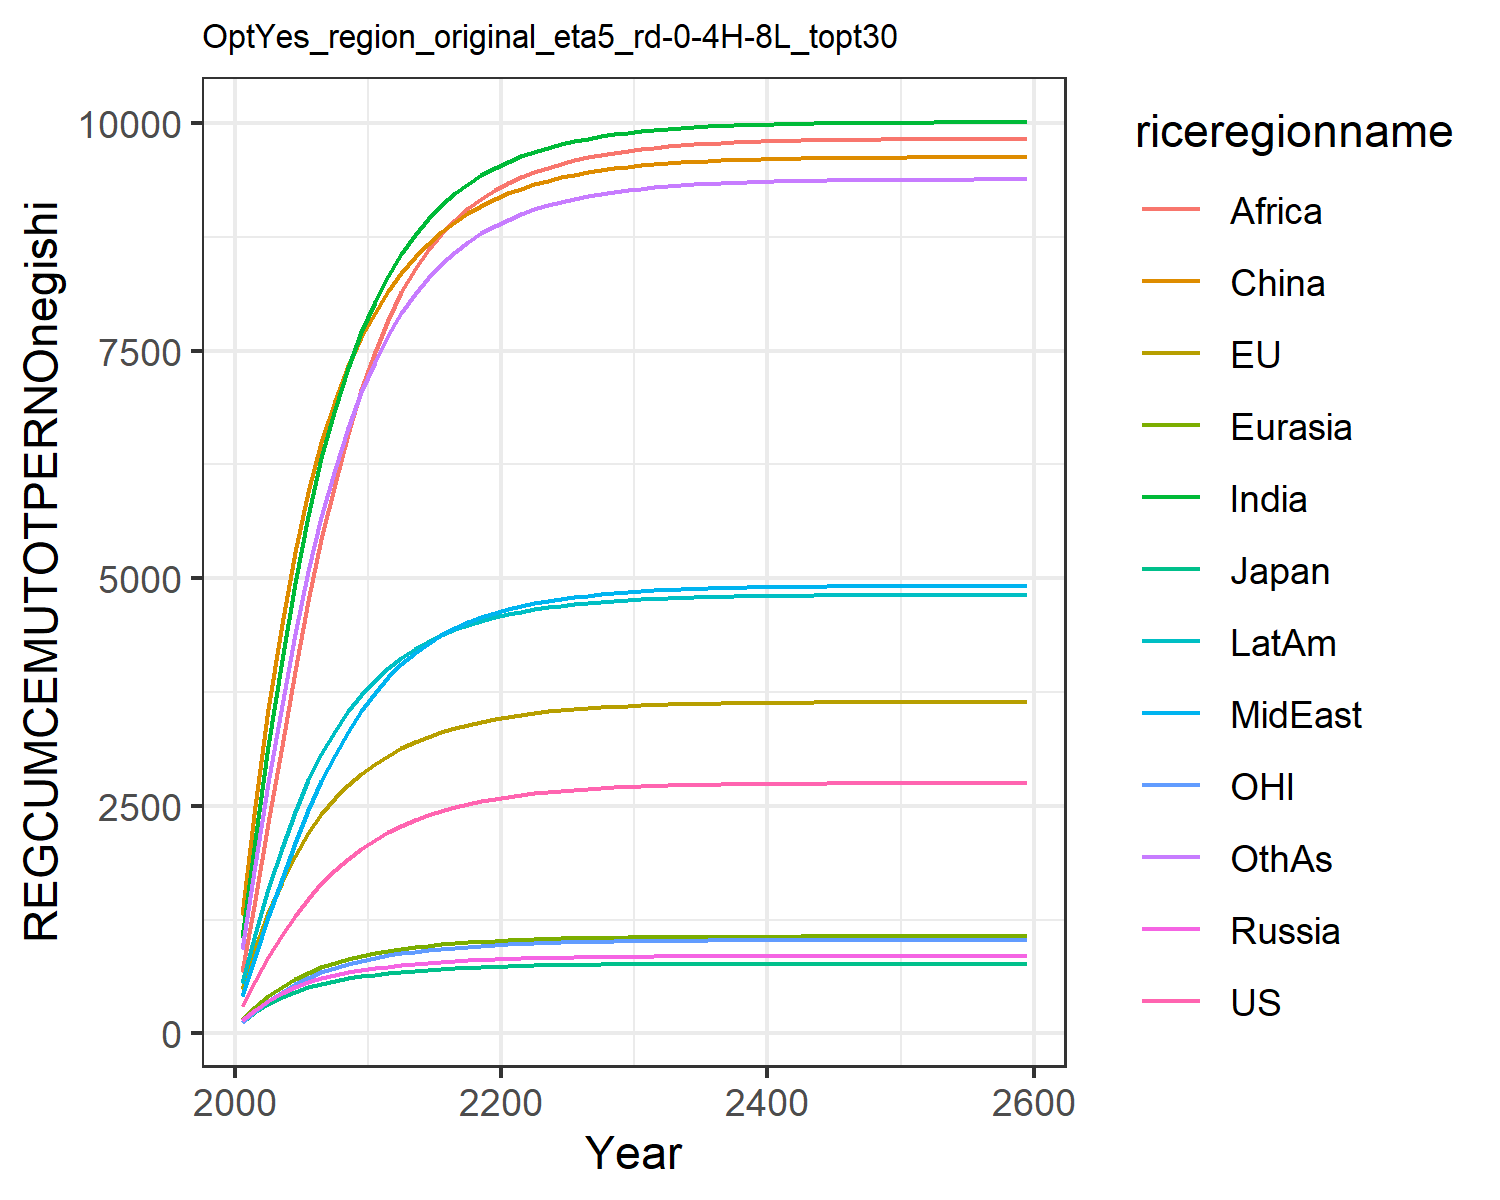 OptYes_region_original_eta5_rd-0-4H-8L_topt30
REGCUMCEMUTOTPERNOnegishi
10000
7500
5000
2500
0
2000
2200
2400
2600
Year
riceregionname
Africa
China
EU
Eurasia
India
Japan
LatAm
MidEast
OHI
OthAs
Russia
US